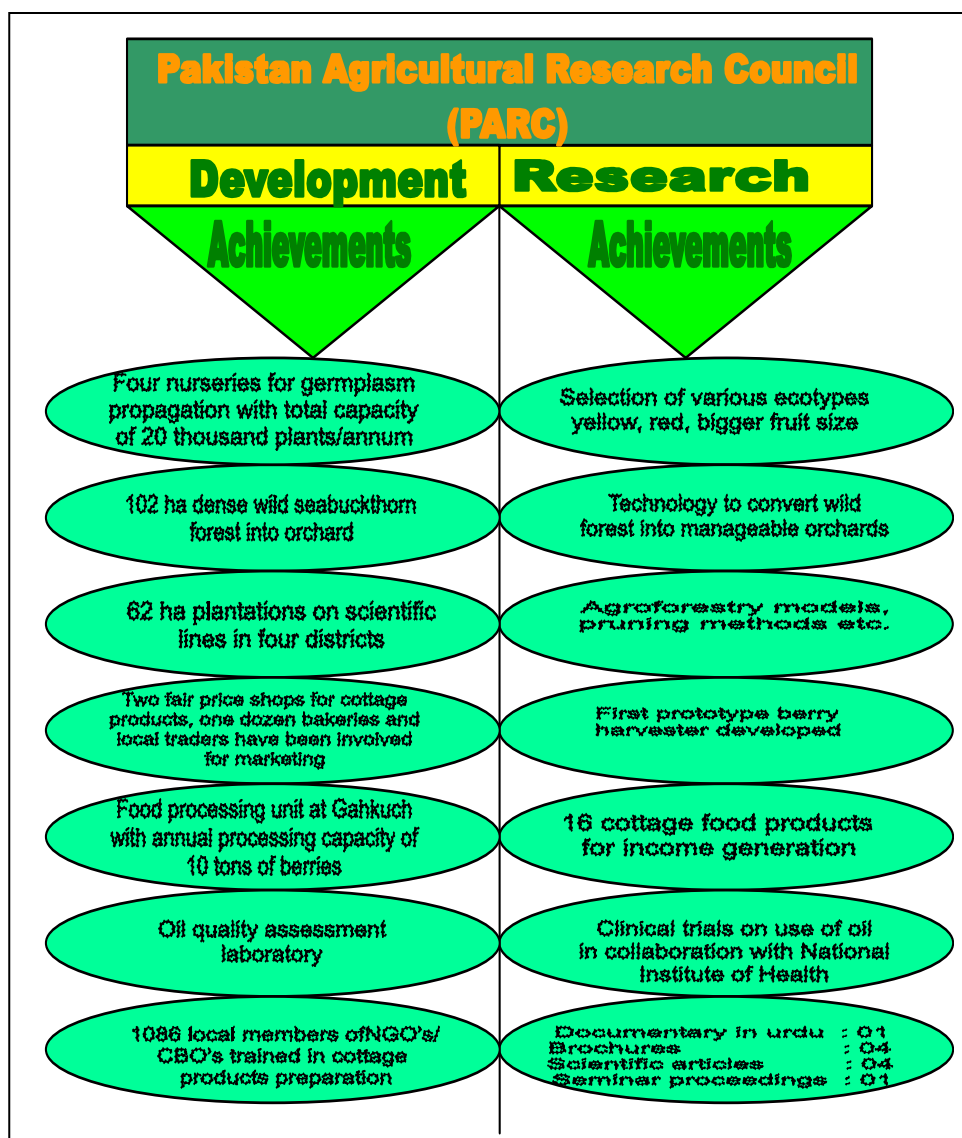 Pakistan Agricultural Research Council
(PARC)
Development
Research
Achievements
Achievements
Four nurseries for germplasm
propagation with total capacity
of 20 thousand plants/annum
Selection of various ecotypes
yellow, red, bigger fruit size
102 ha dense wild seabuckthorn
forest into orchard
Technology to convert wild
forest into manageable orchards
62 ha plantations on scientific
lines in four districts
Agroforestry models,
pruning methods etc.
Two fair price shops for cottage
products, one dozen bakeries and
local traders have been involved
for marketing
First prototype berry
harvester developed
Food processing unit at Gahkuch
with annual processing capacity of
10 tons of berries
16 cottage food products
for income generation
Oil quality assessment
laboratory
Clinical trials on use of oil
in collaboration with National
Institute of Health
1086 local members ofNGO's/
CBO's trained in cottage
products preparation
Documentary in urdu : 01
Brochures : 04
Scientific articles : 04
Seminar proceedings : 01